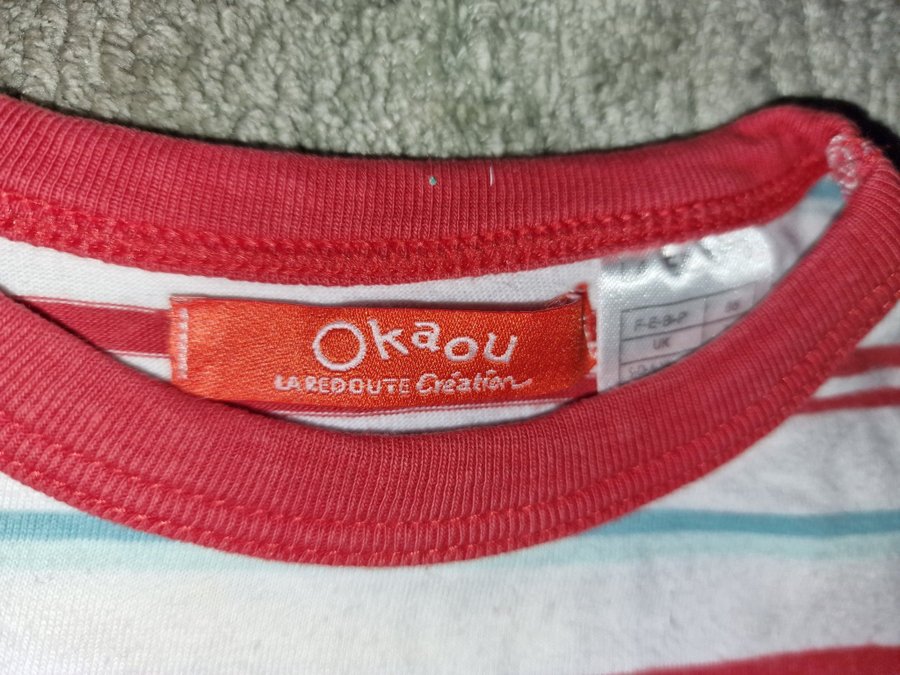 Okaou
LA REDOUTE Création
F-E-B-P
UK